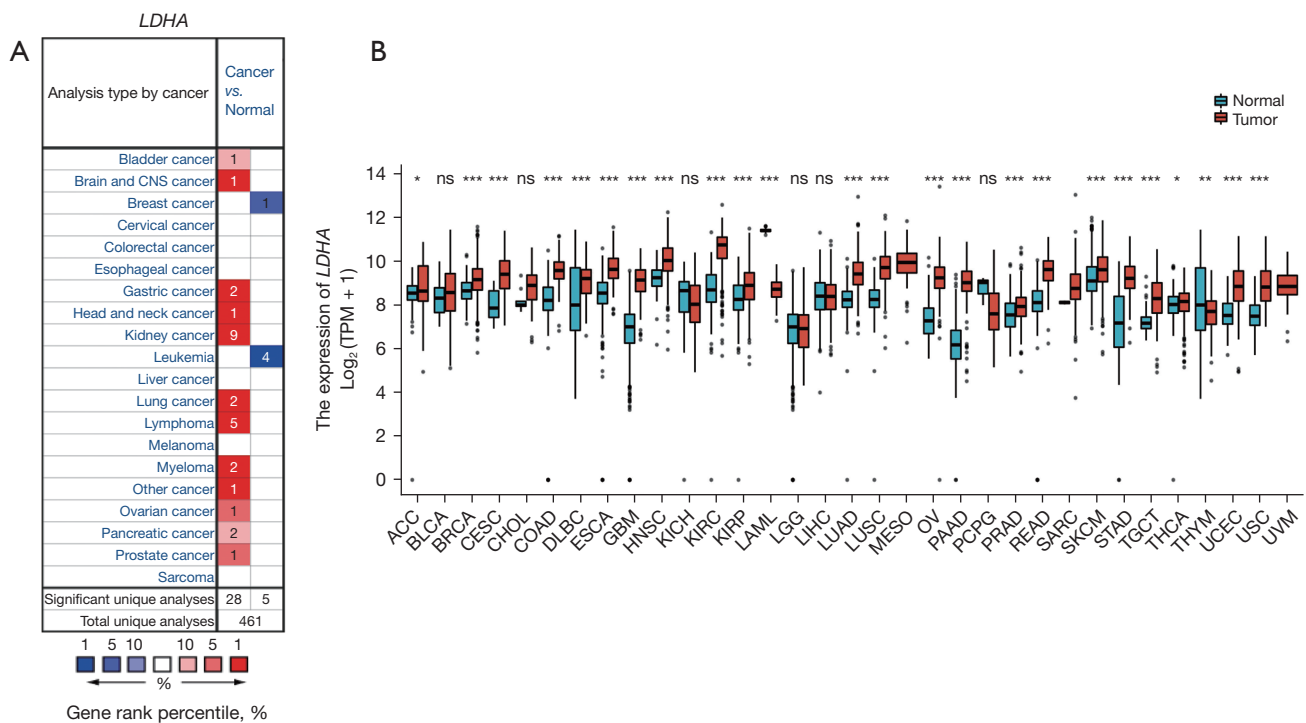 LDHA
A
Analysis type by cancer
Cancer
vs.
Normal
Bladder cancer 1
Brain and CNS cancer 1
Breast cancer 1
Cervical cancer
Colorectal cancer
Esophageal cancer
Gastric cancer 2
Head and neck cancer 1
Kidney cancer 9
Leukemia 4
Liver cancer
Lung cancer 2
Lymphoma 5
Melanoma
Myeloma 2
Other cancer 1
Ovarian cancer 1
Pancreatic cancer 2
Prostate cancer 1
Sarcoma
Significant unique analyses 28 5
Total unique analyses 461
1 5 10 10 5 1
%
Gene rank percentile, %
B
Normal
Tumor
The expression of LDHA
Log2 (TPM + 1)
14
12
10
8
6
4
2
0
* ns *** *** ns *** *** *** *** *** ns *** *** *** ns ns *** *** *** *** ns *** *** *** *** *** * ** *** ***
ACC BLCA BRCA CESC CHOL COAD DLBC ESCA GBM HNSC KICH KIRC KIRP LAML LGG LIHC LUAD LUSC MESO OV PAAD PCPG PRAD READ SARC SKCM STAD TGCT THCA THYM UCEC USC UVM